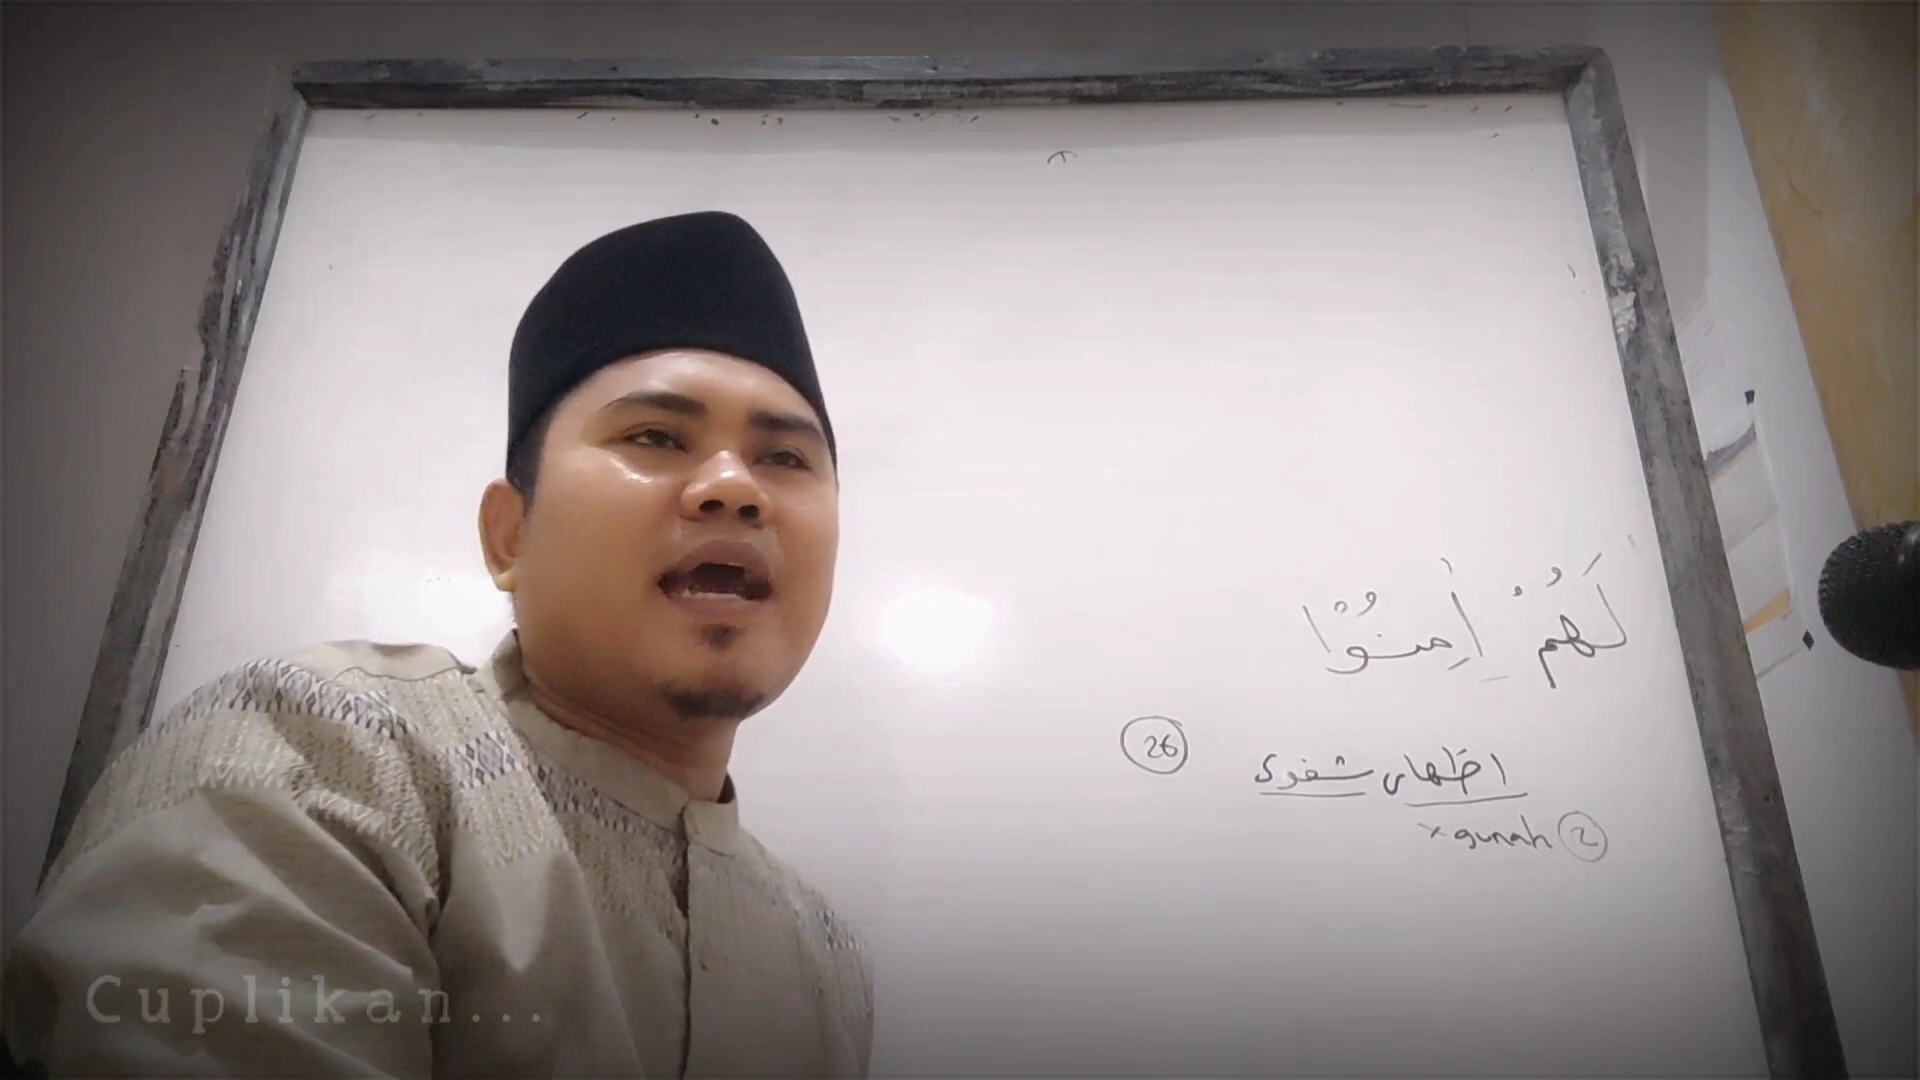 لَهُمْ اٰمِنُوْا
26 اظهار شفوى
x gunah 2
Cuplikan...